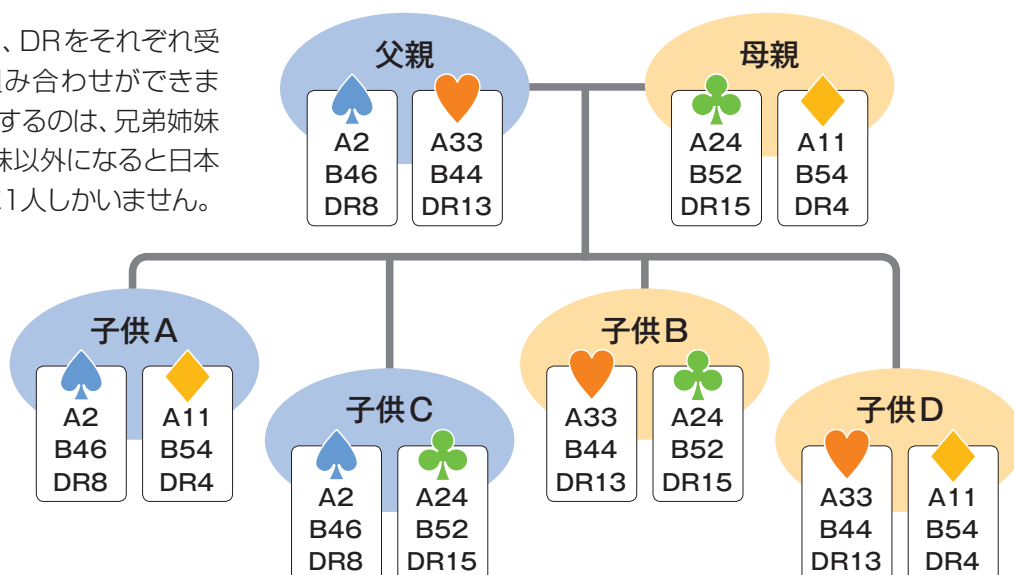 、DRをそれぞれ受
み合わせができま
するのは、兄弟姉妹
以外になると日本
1人しかいません。
父親
A2
B46
DR8
A33
B44
DR13
母親
A24
B52
DR15
A11
B54
DR4
子供A
A2
B46
DR8
A11
B54
DR4
子供C
A2
B46
DR8
A24
B52
DR15
子供B
A33
B44
DR13
A24
B52
DR15
子供D
A33
B44
DR13
A11
B54
DR4